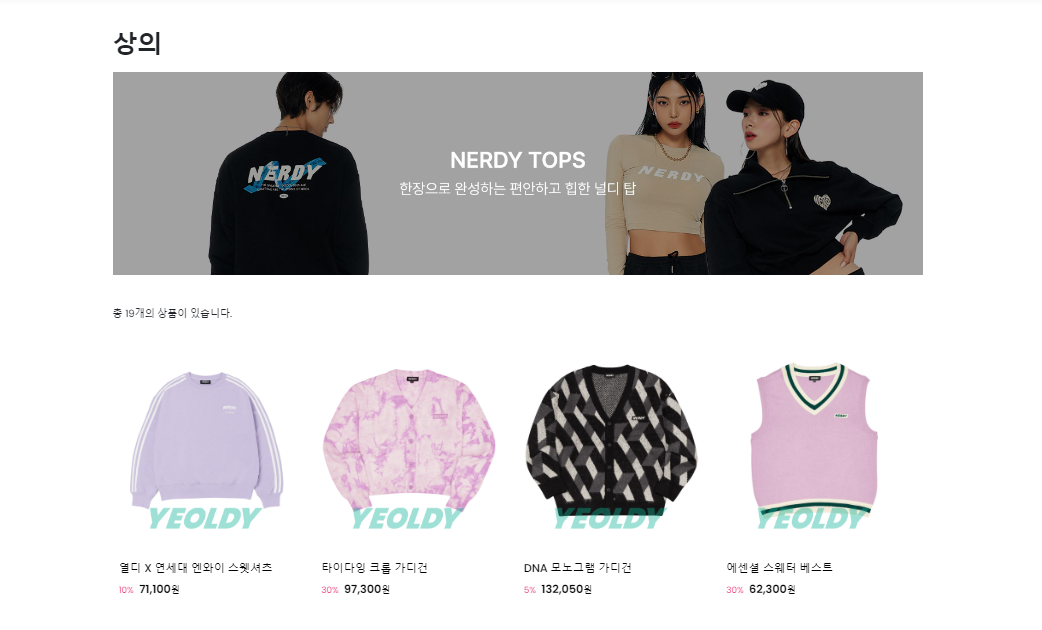 상의
NERDY
NERDY TOPS
한장으로 완성하는 편안하고 힙한 널디 탑
NERDY
총 19개의 상품이 있습니다.
YEOLDY
YEOLDY
YEOLDY
YEOLDY
열디 X 연세대 엔와이 스웻셔츠
타이다잉 크롭 가디건
DNA 모노그램 가디건
에센셜 스웨터 베스트
10% 71,100원
30% 97,300원
5% 132,050원
30% 62,300원